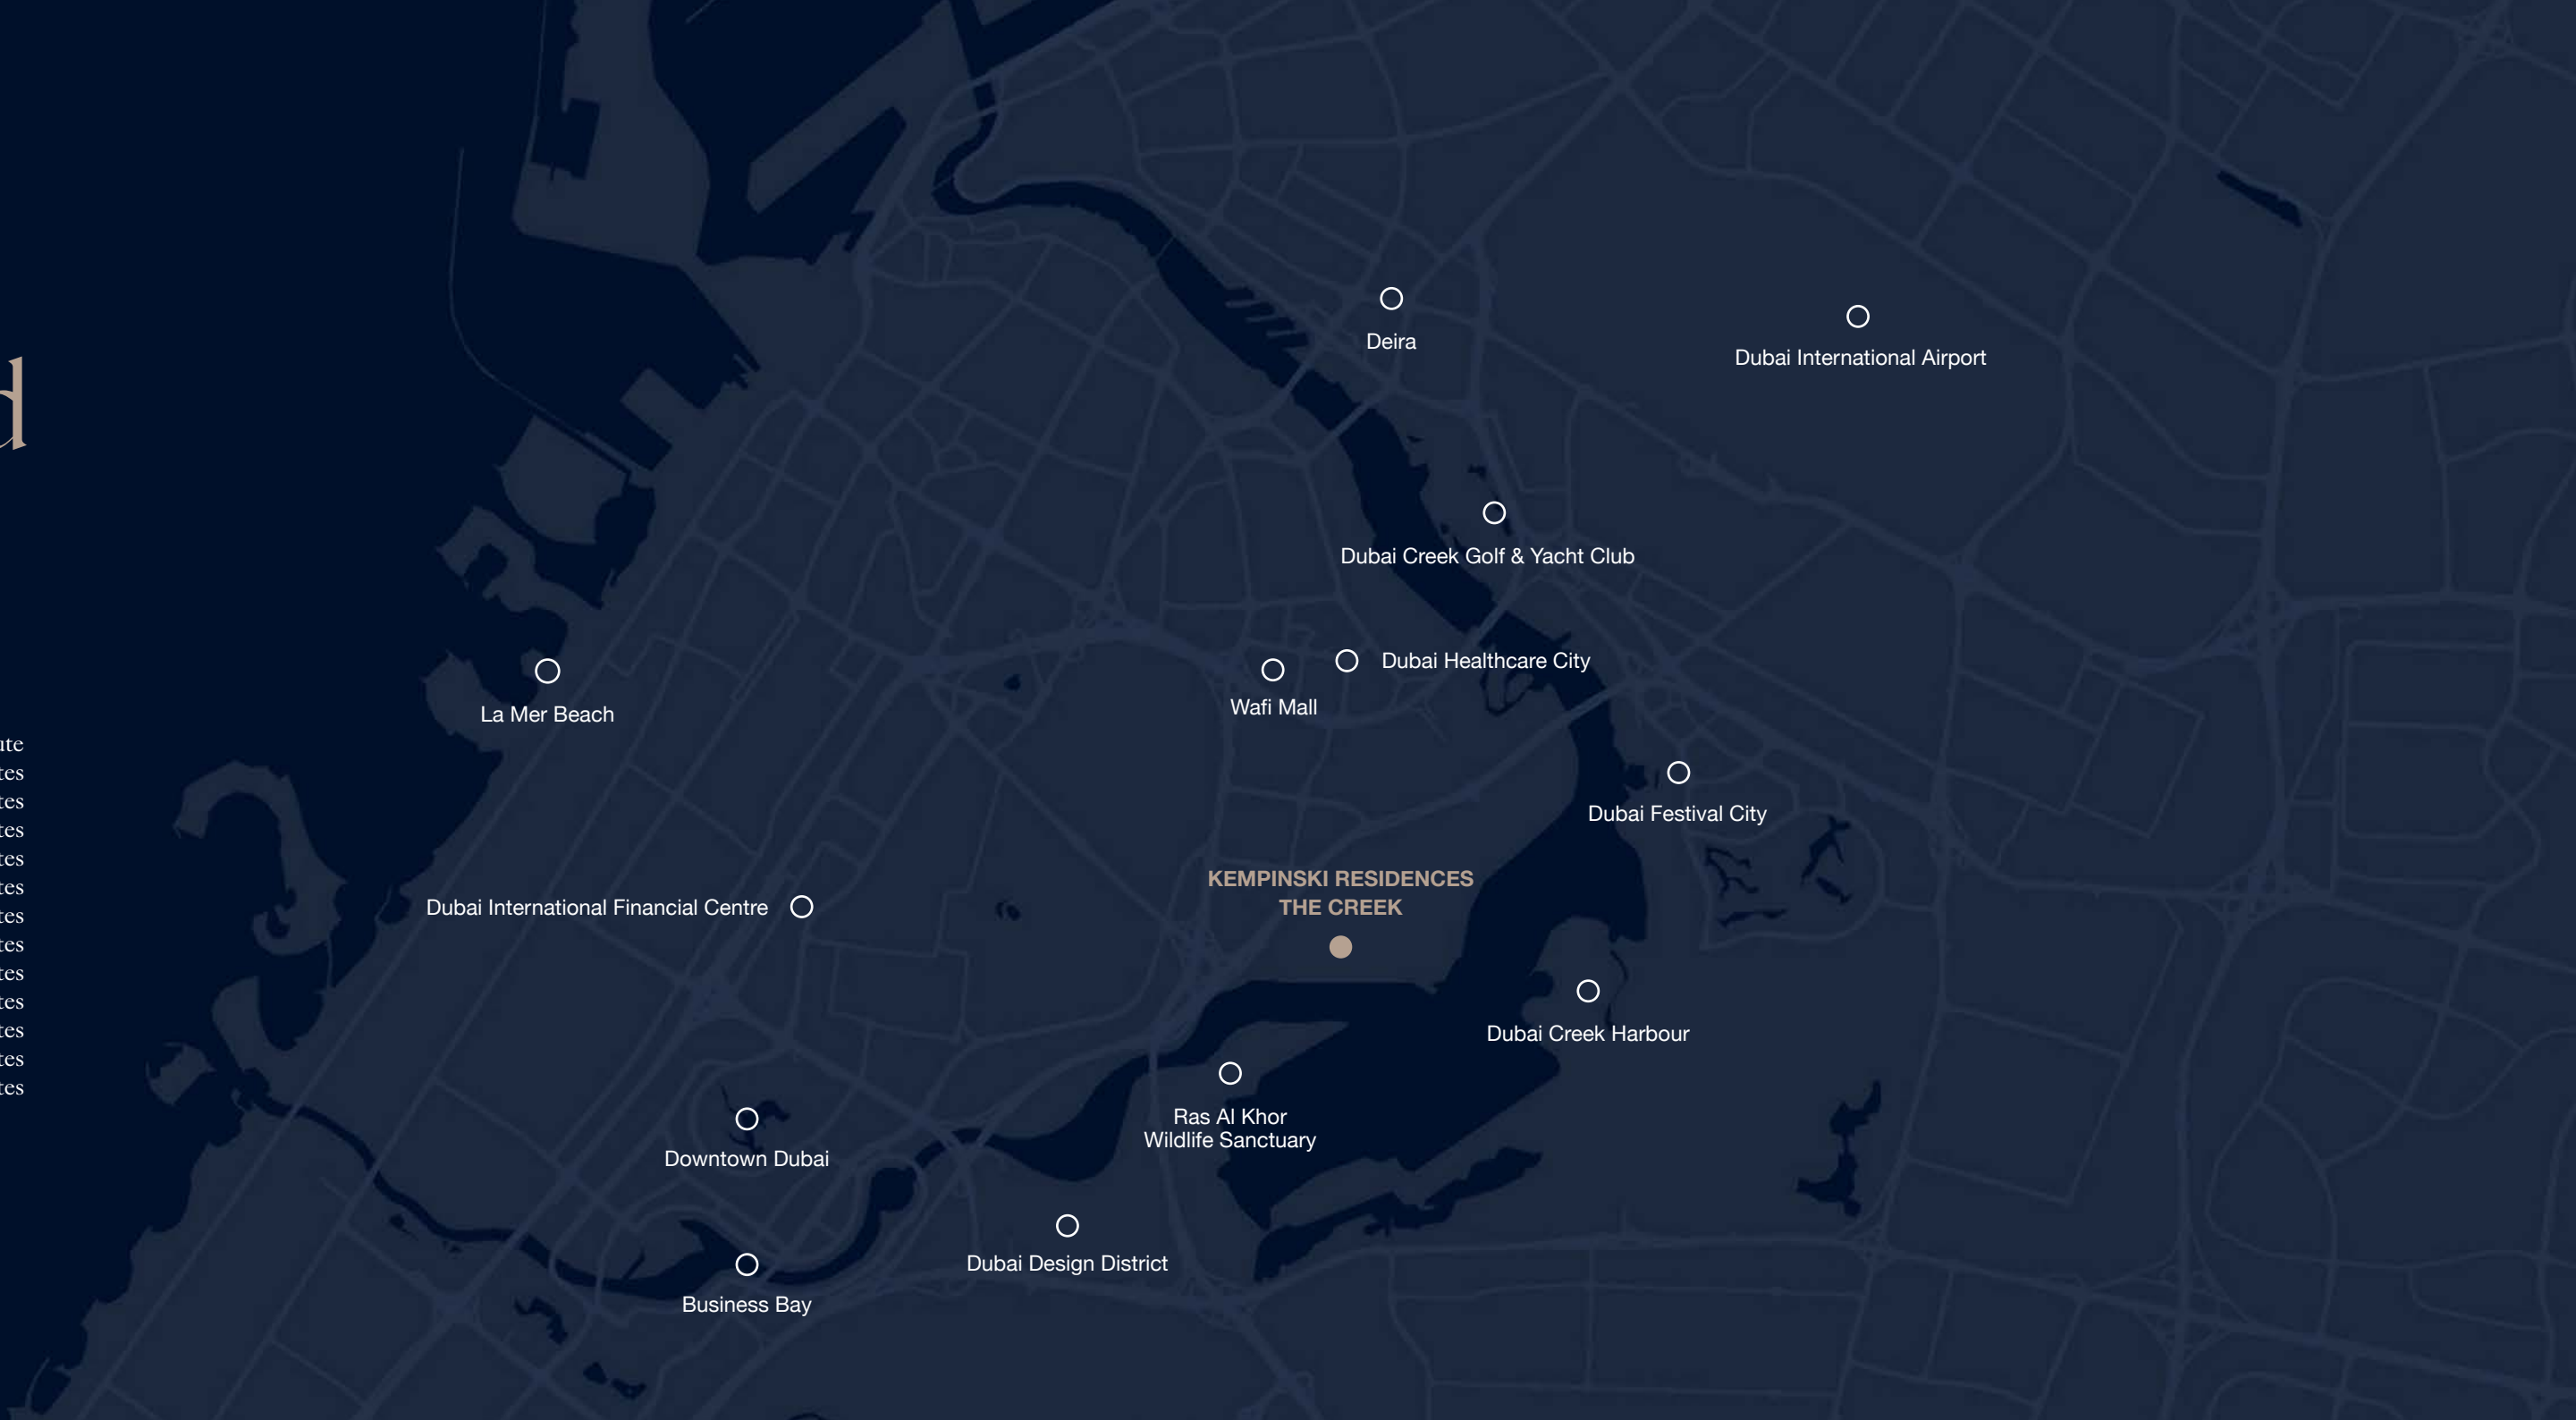 d
Deira
Dubai International Airport
Dubai Creek Golf & Yacht Club
Dubai Healthcare City
Wafi Mall
La Mer Beach
Dubai Festival City
KEMPINSKI RESIDENCES
THE CREEK
Dubai International Financial Centre
Dubai Creek Harbour
Ras Al Khor
Wildlife Sanctuary
Downtown Dubai
Dubai Design District
Business Bay